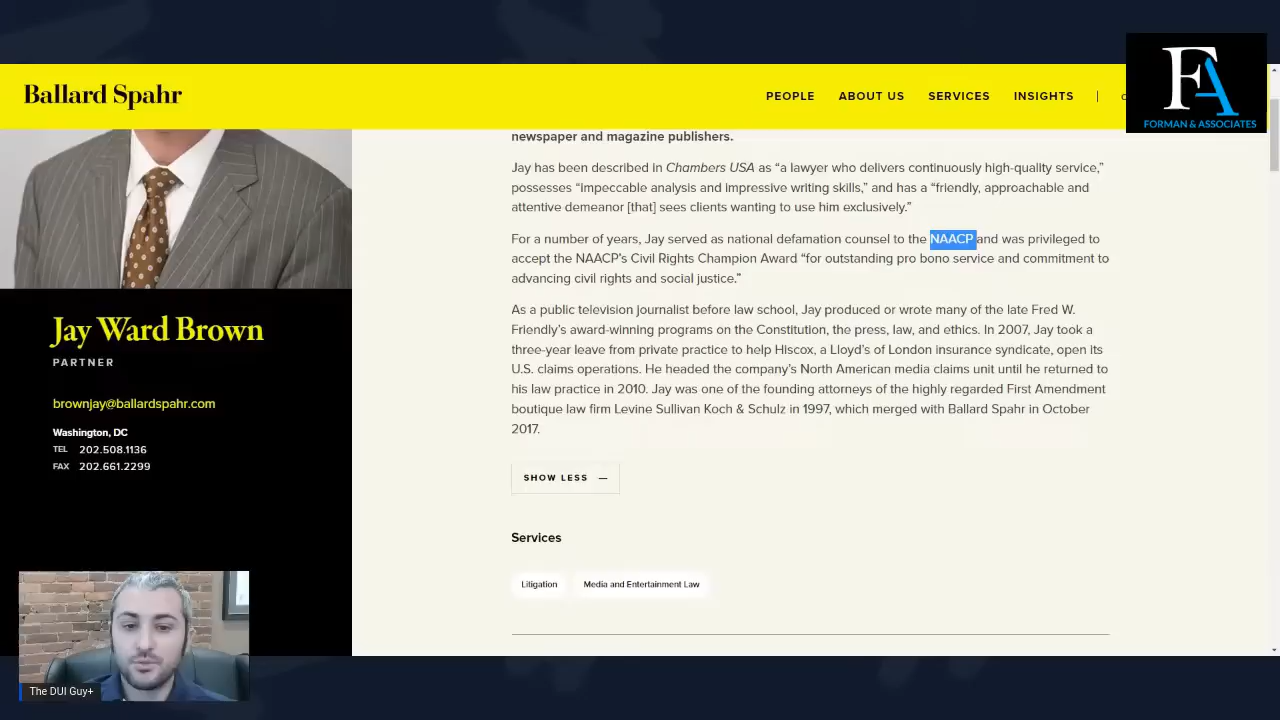 Ballard Spahr
PEOPLE
ABOUT US
SERVICES
INSIGHTS
FA
FORMAN & ASSOCIATES
newspaper and magazine publishers.
Jay has been described in Chambers USA as “a lawyer who delivers continuously high-quality service,”
possesses “impeccable analysis and impressive writing skills,” and has a “friendly, approachable and
attentive demeanor [that] sees clients wanting to use him exclusively.”
For a number of years, Jay served as national defamation counsel to the NAACP and was privileged to
accept the NAACP’s Civil Rights Champion Award “for outstanding pro bono service and commitment to
advancing civil rights and social justice.”
As a public television journalist before law school, Jay produced or wrote many of the late Fred W.
Friendly’s award-winning programs on the Constitution, the press, law, and ethics. In 2007, Jay took a
three-year leave from private practice to help Hiscox, a Lloyd’s of London insurance syndicate, open its
U.S. claims operations. He headed the company’s North American media claims unit until he returned to
his law practice in 2010. Jay was one of the founding attorneys of the highly regarded First Amendment
boutique law firm Levine Sullivan Koch & Schulz in 1997, which merged with Ballard Spahr in October
2017.
SHOW LESS —
Services
Litigation
Media and Entertainment Law
Jay Ward Brown
PARTNER
brownjay@ballardspahr.com
Washington, DC
TEL 202.508.1136
FAX 202.661.2299
The DUI Guy+